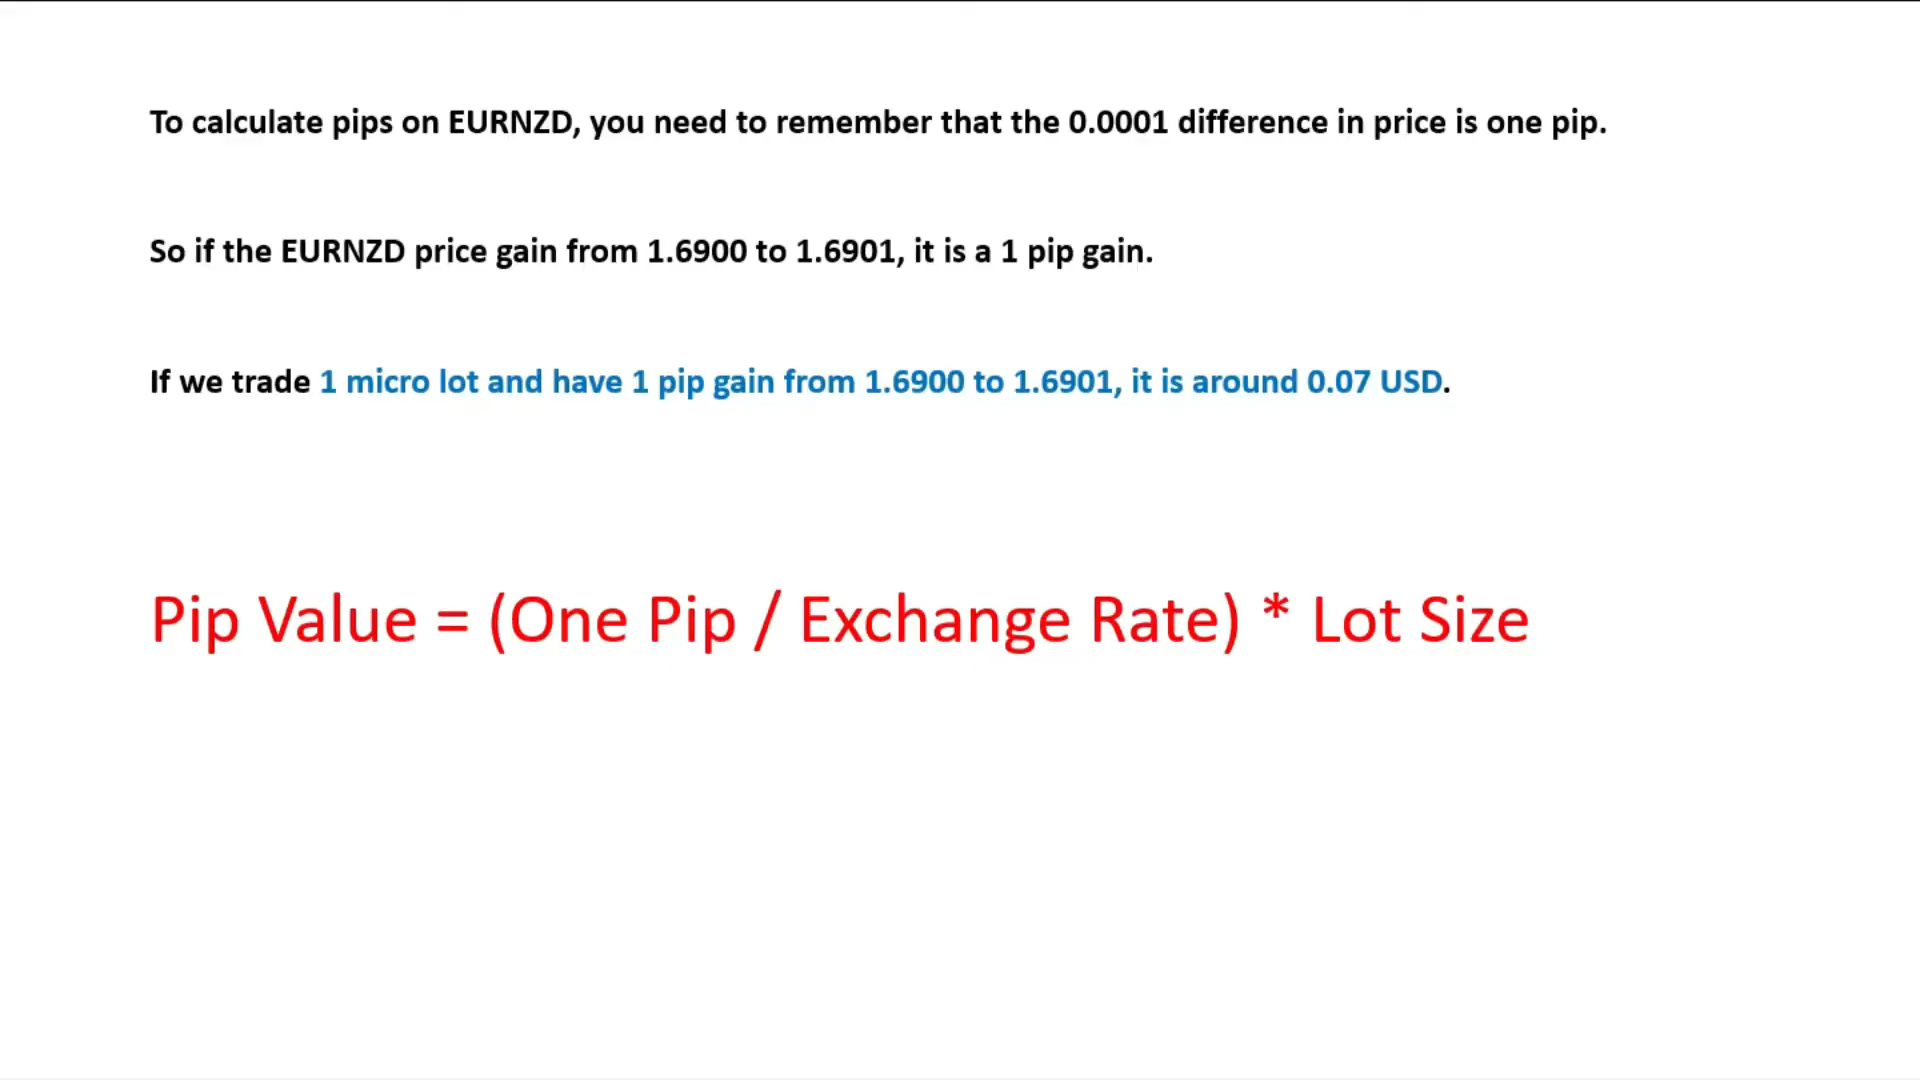 To calculate pips on EURNZD, you need to remember that the 0.0001 difference in price is one pip.
So if the EURNZD price gain from 1.6900 to 1.6901, it is a 1 pip gain.
If we trade 1 micro lot and have 1 pip gain from 1.6900 to 1.6901, it is around 0.07 USD.
Pip Value = (One Pip / Exchange Rate) * Lot Size